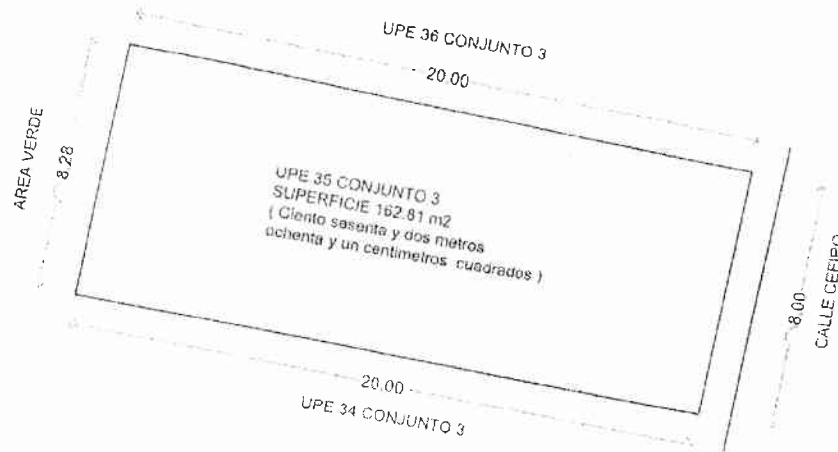 UPE 36 CONJUNTO 3
20.00
AREA VERDE
8.28
UPE 35 CONJUNTO 3
SUPERFICIE 162.81 m2
( Ciento sesenta y dos metros
ochenta y un centimetros cuadrados )
8.00
CALLE CEFIRO
20.00
UPE 34 CONJUNTO 3